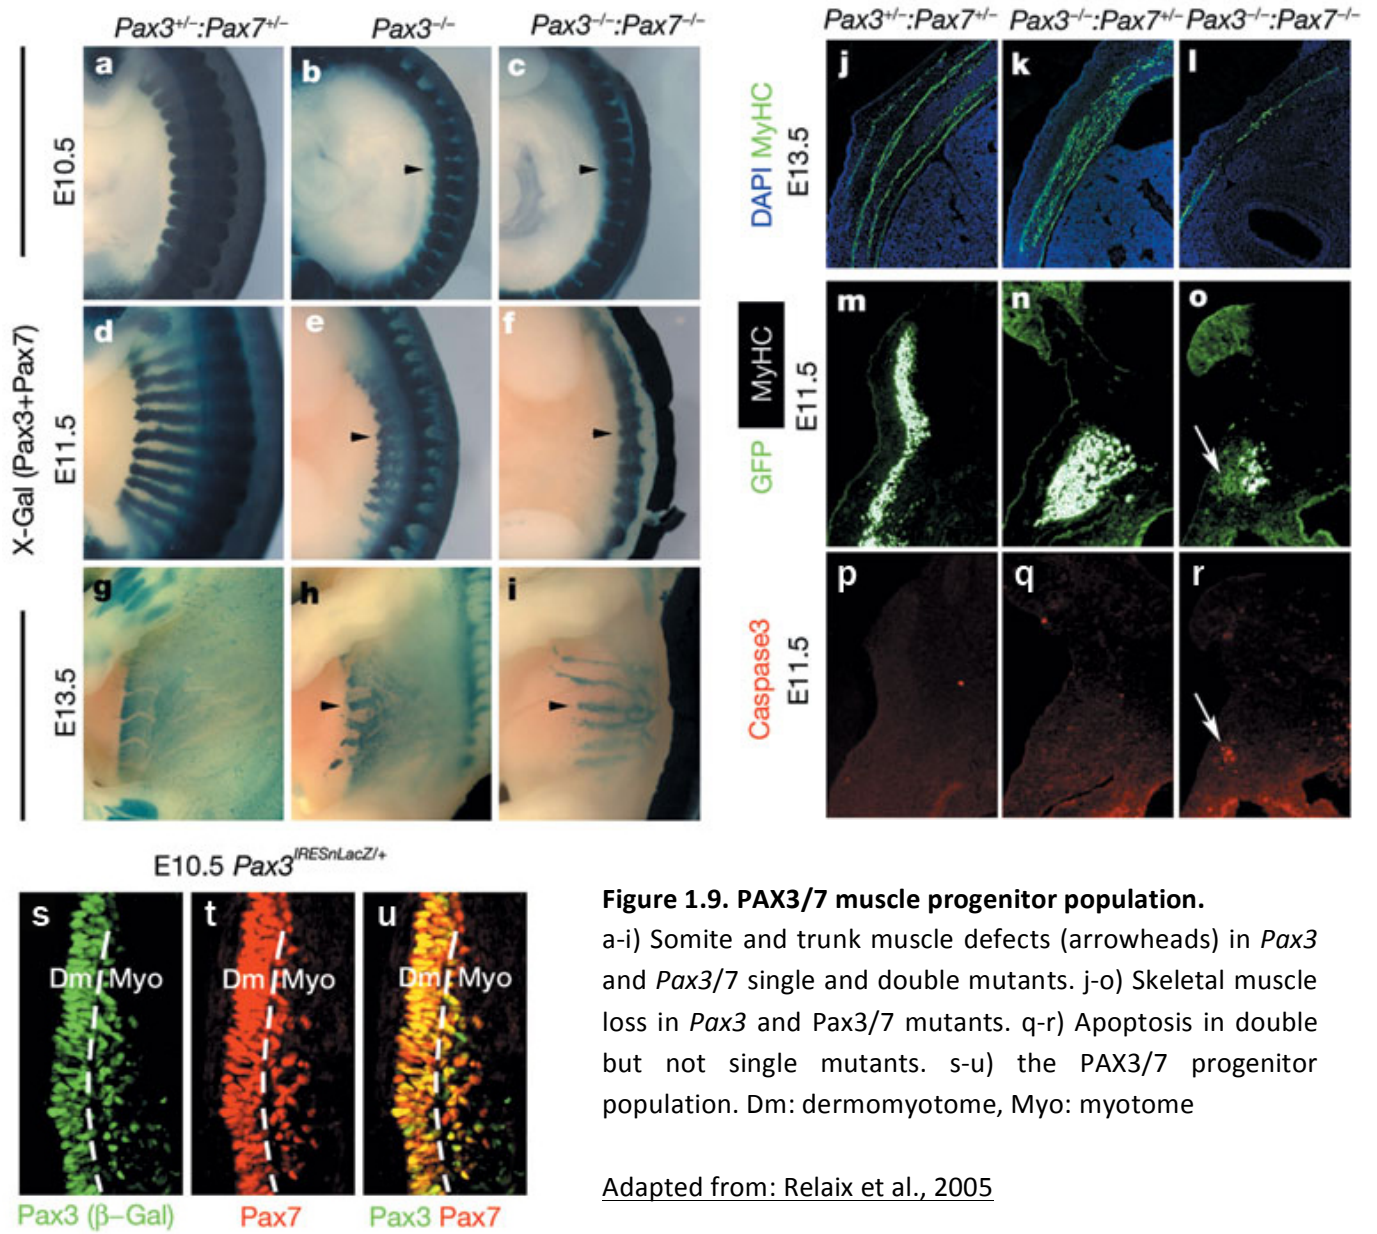 Pax3+/-:Pax7+/-
Pax3-/-
Pax3-/-:Pax7-/-
a
b
c
E10.5
d
e
f
E11.5
X-Gal (Pax3+Pax7)
g
h
i
E13.5
Pax3+/-:Pax7+/-
Pax3-/-:Pax7+/-
Pax3-/-:Pax7-/-
j
k
l
DAPI MyHC
E13.5
m
n
o
GFP MyHC
E11.5
p
q
r
Caspase3
E11.5
E10.5 Pax3IRESnLacZ/+
s
t
u
Dm Myo
Dm Myo
Dm Myo
Pax3 (β–Gal)
Pax7
Pax3 Pax7
Figure 1.9. PAX3/7 muscle progenitor population.
a-i) Somite and trunk muscle defects (arrowheads) in Pax3
and Pax3/7 single and double mutants. j-o) Skeletal muscle
loss in Pax3 and Pax3/7 mutants. q-r) Apoptosis in double
but not single mutants. s-u) the PAX3/7 progenitor
population. Dm: dermomyotome, Myo: myotome
Adapted from: Relaix et al., 2005